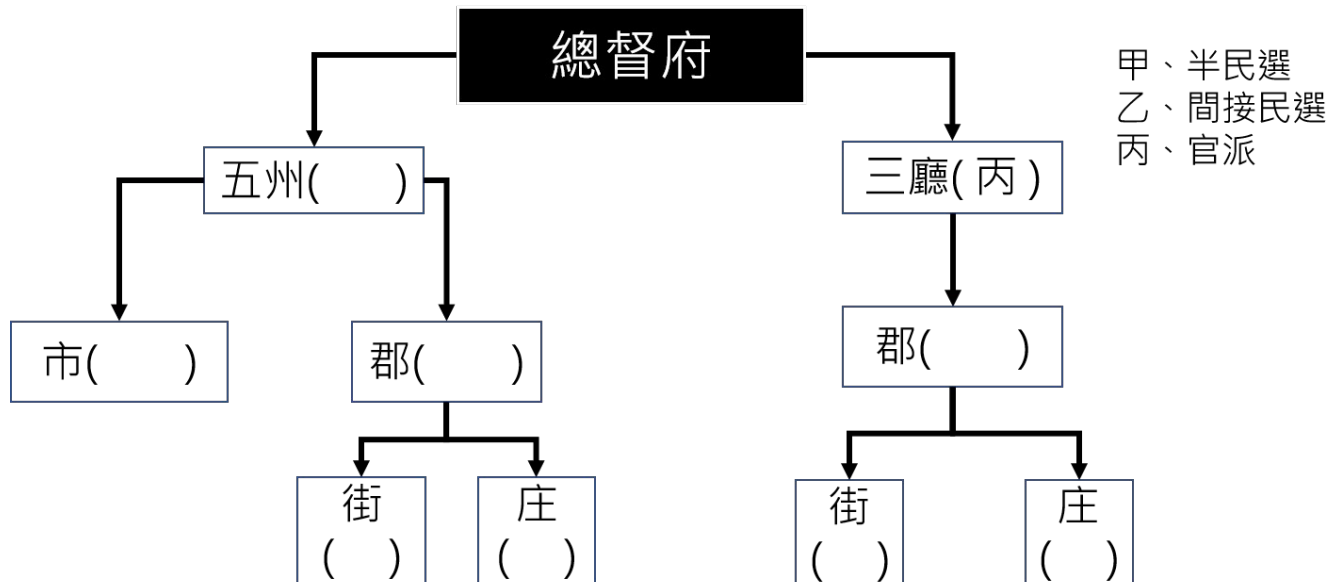 總督府
甲、半民選
乙、間接民選
丙、官派
五州(　　)
三廳( 丙 )
市(　　)
郡(　　)
郡(　　)
街
(　)
庄
(　)
街
(　)
庄
(　)